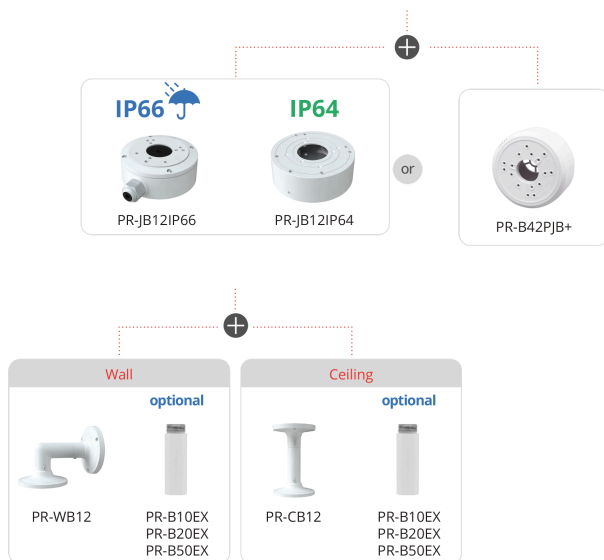 IP66
IP64
PR-JB12IP66
PR-JB12IP64
or
PR-B42PJB+
Wall
optional
PR-WB12
PR-B10EX
PR-B20EX
PR-B50EX
Ceiling
optional
PR-CB12
PR-B10EX
PR-B20EX
PR-B50EX